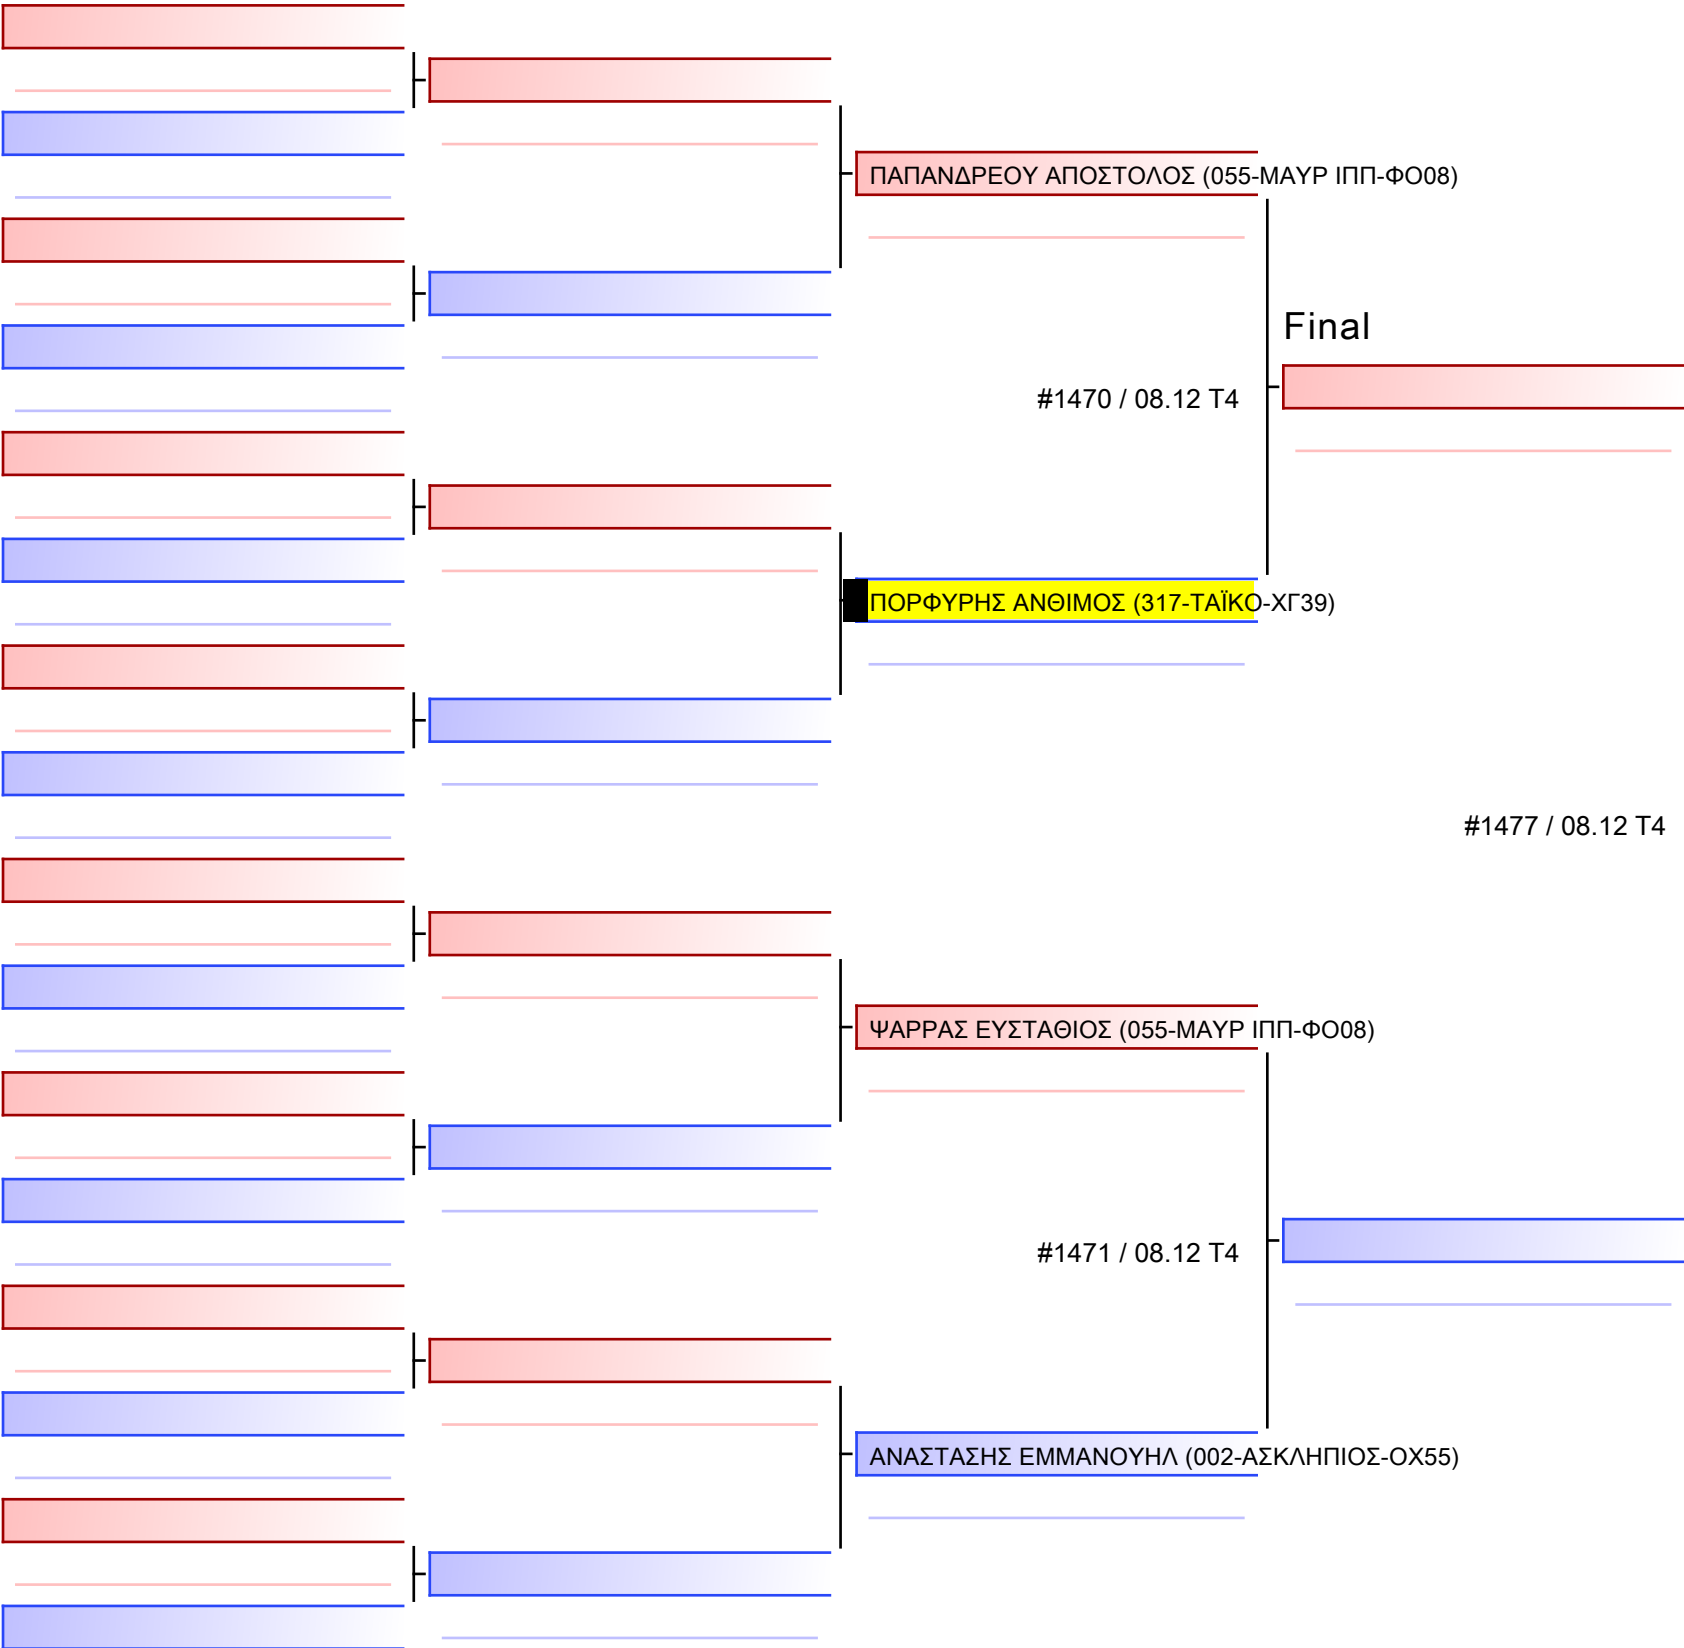 ΠΑΠΑΝΔΡΕΟΥ ΑΠΟΣΤΟΛΟΣ (055-ΜΑΥΡ ΙΠΠ-ΦΟ08)
Final
#1470 / 08.12 T4
ΠΟΡΦΥΡΗΣ ΑΝΘΙΜΟΣ (317-ΤΑΪΚΟ-ΧΓ39)
#1477 / 08.12 T4
ΨΑΡΡΑΣ ΕΥΣΤΑΘΙΟΣ (055-ΜΑΥΡ ΙΠΠ-ΦΟ08)
#1471 / 08.12 T4
ΑΝΑΣΤΑΣΗΣ ΕΜΜΑΝΟΥΗΛ (002-ΑΣΚΛΗΠΙΟΣ-ΟΧ55)